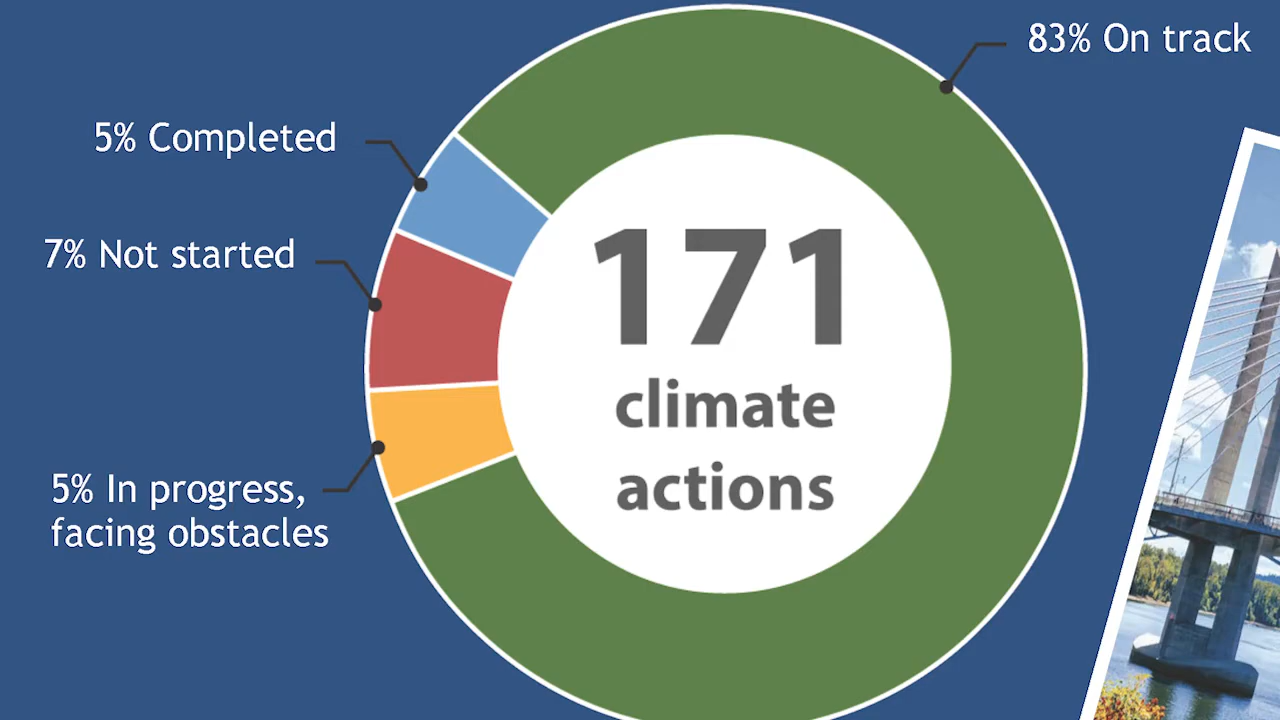 83% On track
5% Completed
7% Not started
5% In progress,
facing obstacles
171
climate
actions